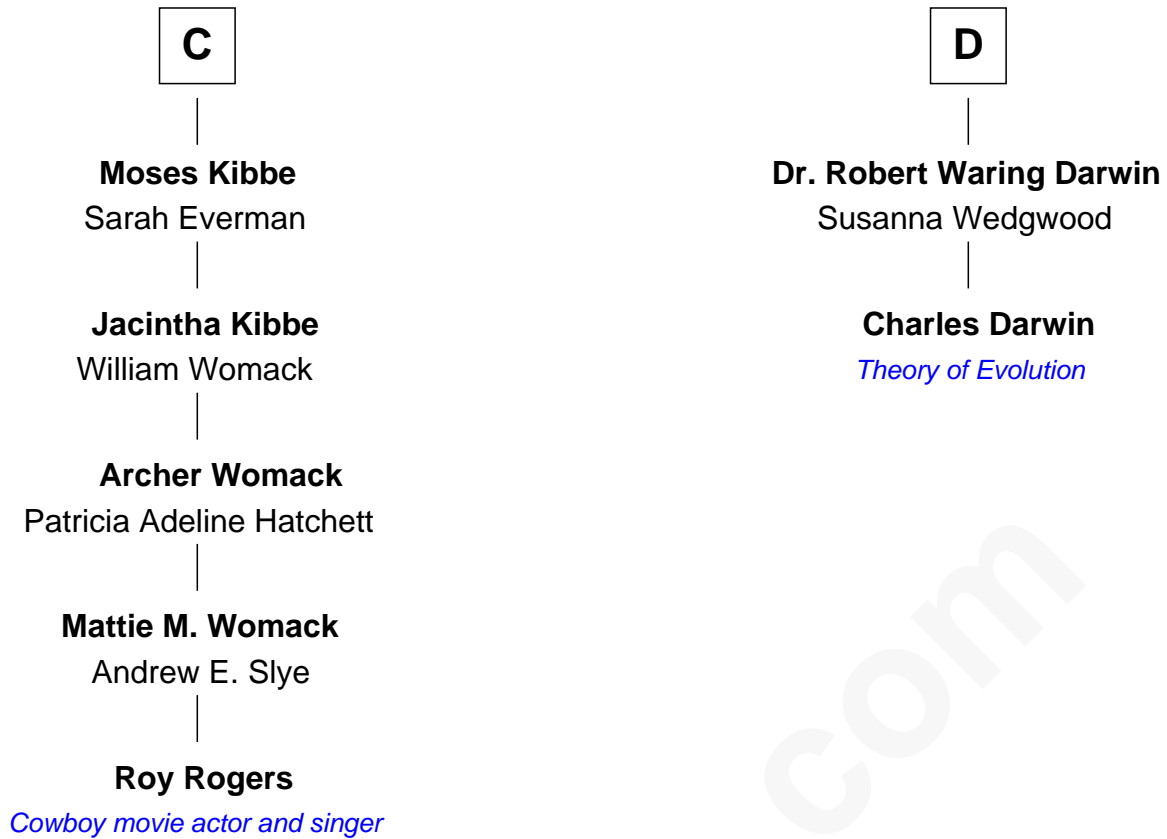 C
Moses Kibbe
Sarah Everman
Jacintha Kibbe
William Womack
Archer Womack
Patricia Adeline Hatchett
Mattie M. Womack
Andrew E. Slye
Roy Rogers
Cowboy movie actor and singer
D
Dr. Robert Waring Darwin
Susanna Wedgwood
Charles Darwin
Theory of Evolution
com